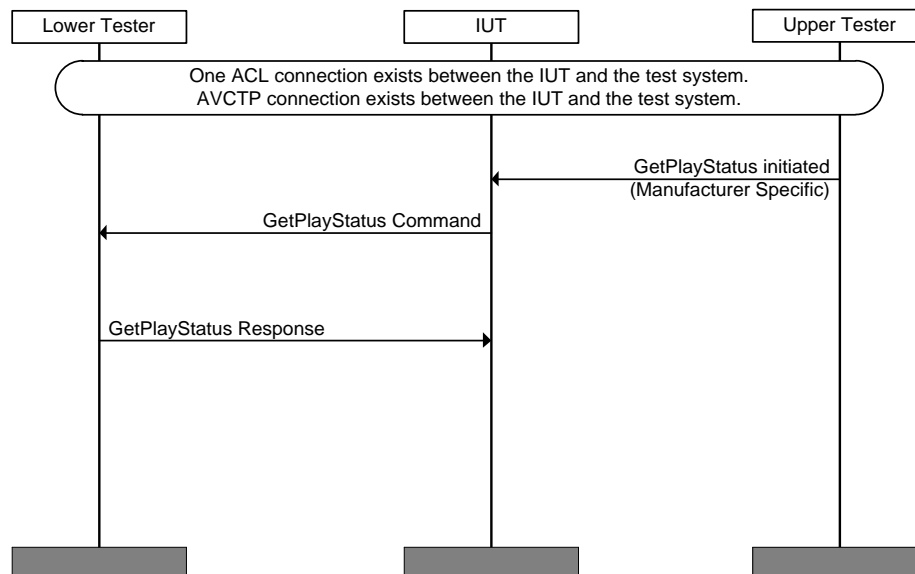 Lower Tester
IUT
Upper Tester
One ACL connection exists between the IUT and the test system.
AVCTP connection exists between the IUT and the test system.
GetPlayStatus initiated
(Manufacturer Specific)
GetPlayStatus Command
GetPlayStatus Response